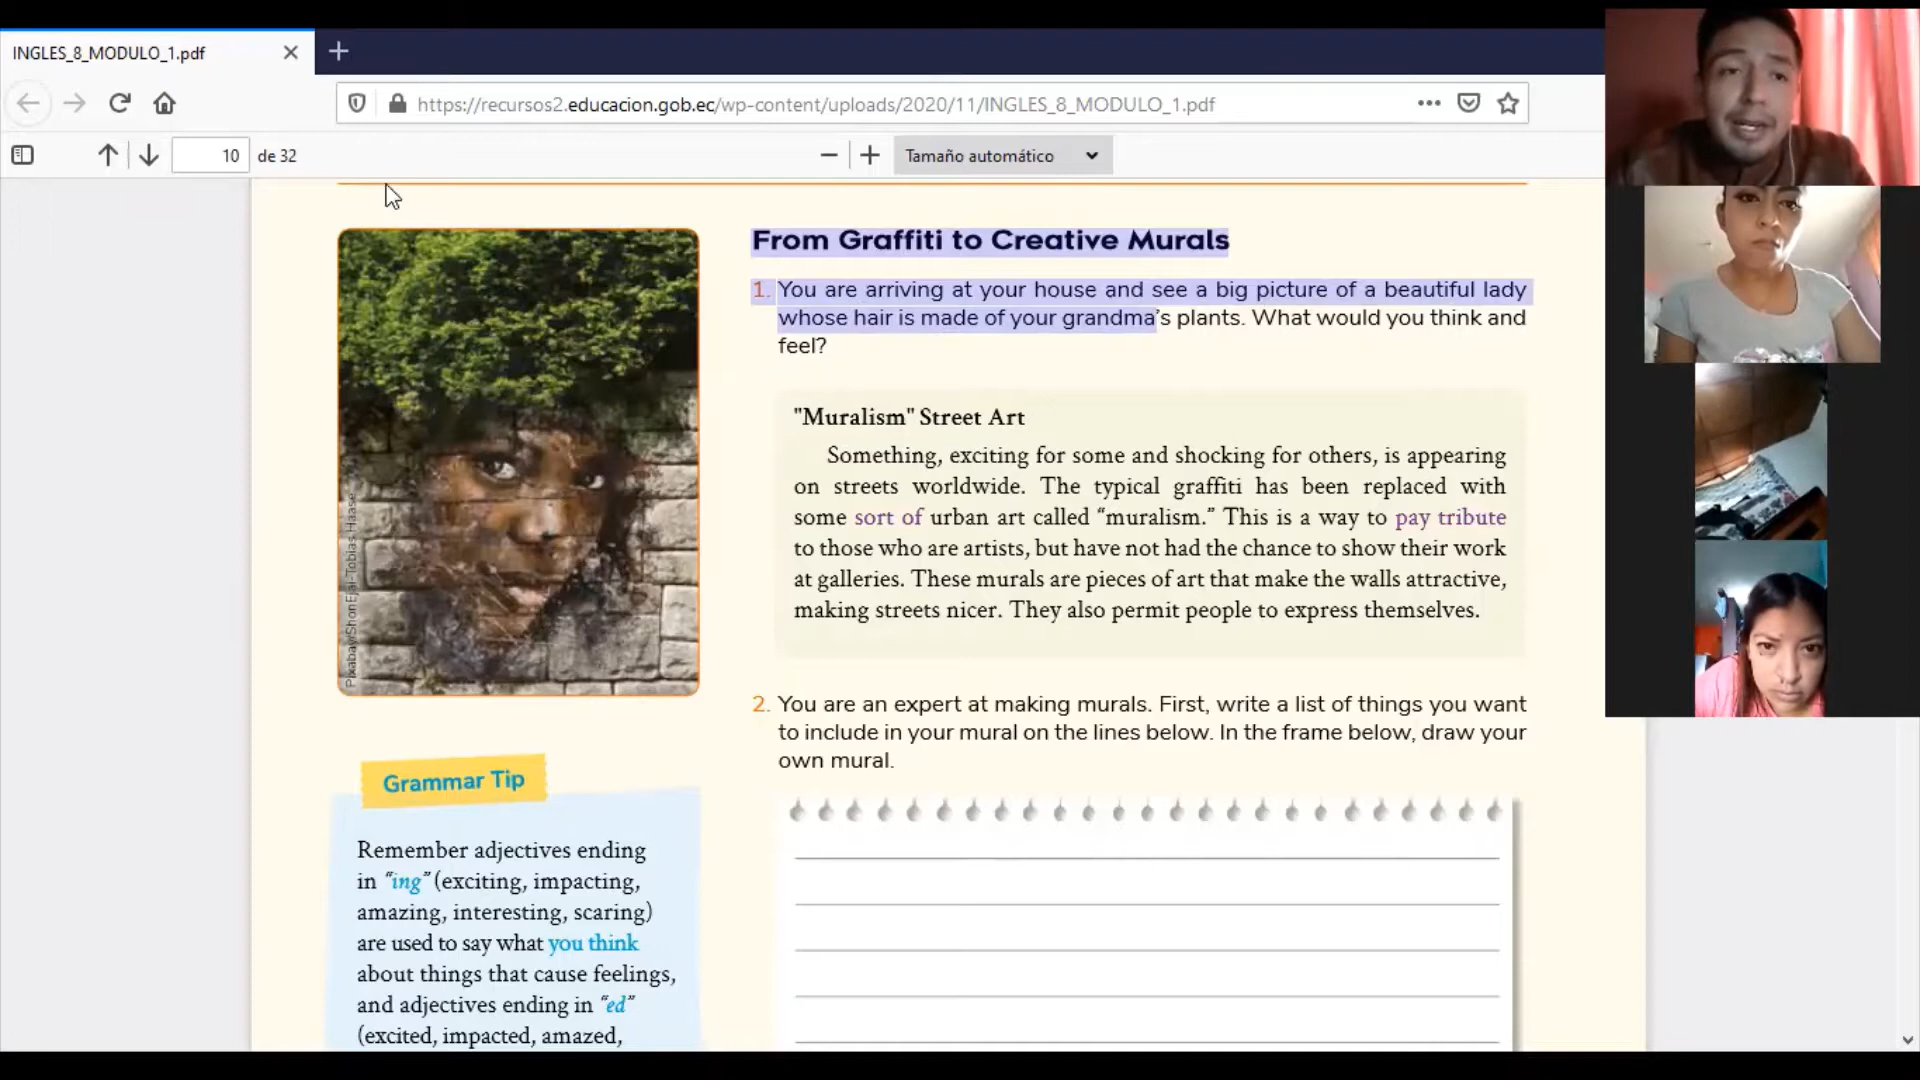 INGLES_8_MODULO_1.pdf
https://recursos2.educacion.gob.ec/wp-content/uploads/2020/11/INGLES_8_MODULO_1.pdf
10 de 32
Tamaño automático
From Graffiti to Creative Murals
1. You are arriving at your house and see a big picture of a beautiful lady
whose hair is made of your grandma's plants. What would you think and
feel?
"Muralism" Street Art
Something, exciting for some and shocking for others, is appearing
on streets worldwide. The typical graffiti has been replaced with
some sort of urban art called “muralism.” This is a way to pay tribute
to those who are artists, but have not had the chance to show their work
at galleries. These murals are pieces of art that make the walls attractive,
making streets nicer. They also permit people to express themselves.
Pixabay/ShonEjai-Tobias Haase
2. You are an expert at making murals. First, write a list of things you want
to include in your mural on the lines below. In the frame below, draw your
own mural.
Grammar Tip
Remember adjectives ending
in “ing” (exciting, impacting,
amazing, interesting, scaring)
are used to say what you think
about things that cause feelings,
and adjectives ending in “ed”
(excited, impacted, amazed,